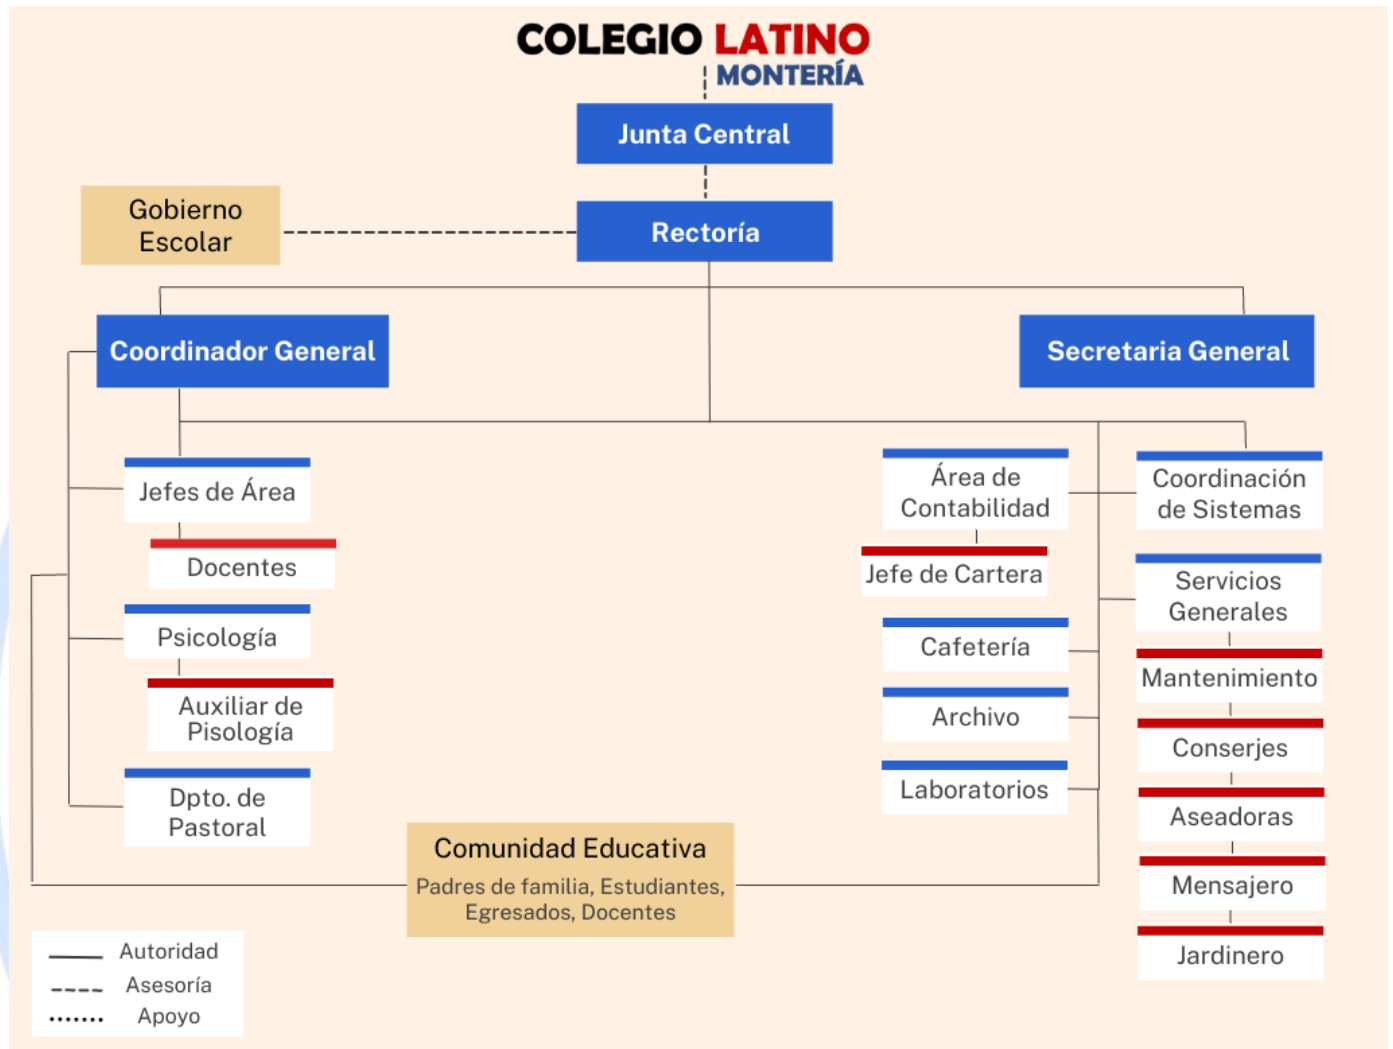 COLEGIO LATINO
MONTERÍA
Junta Central
Gobierno
Escolar
Rectoría
Coordinador General
Secretaria General
Jefes de Área
Docentes
Psicología
Auxiliar de
Pisología
Dpto. de
Pastoral
Área de
Contabilidad
Jefe de Cartera
Cafetería
Archivo
Laboratorios
Coordinación
de Sistemas
Servicios
Generales
Mantenimiento
Conserjes
Aseadoras
Mensajero
Jardinero
Comunidad Educativa
Padres de familia, Estudiantes,
Egresados, Docentes
Autoridad
Asesoría
Apoyo